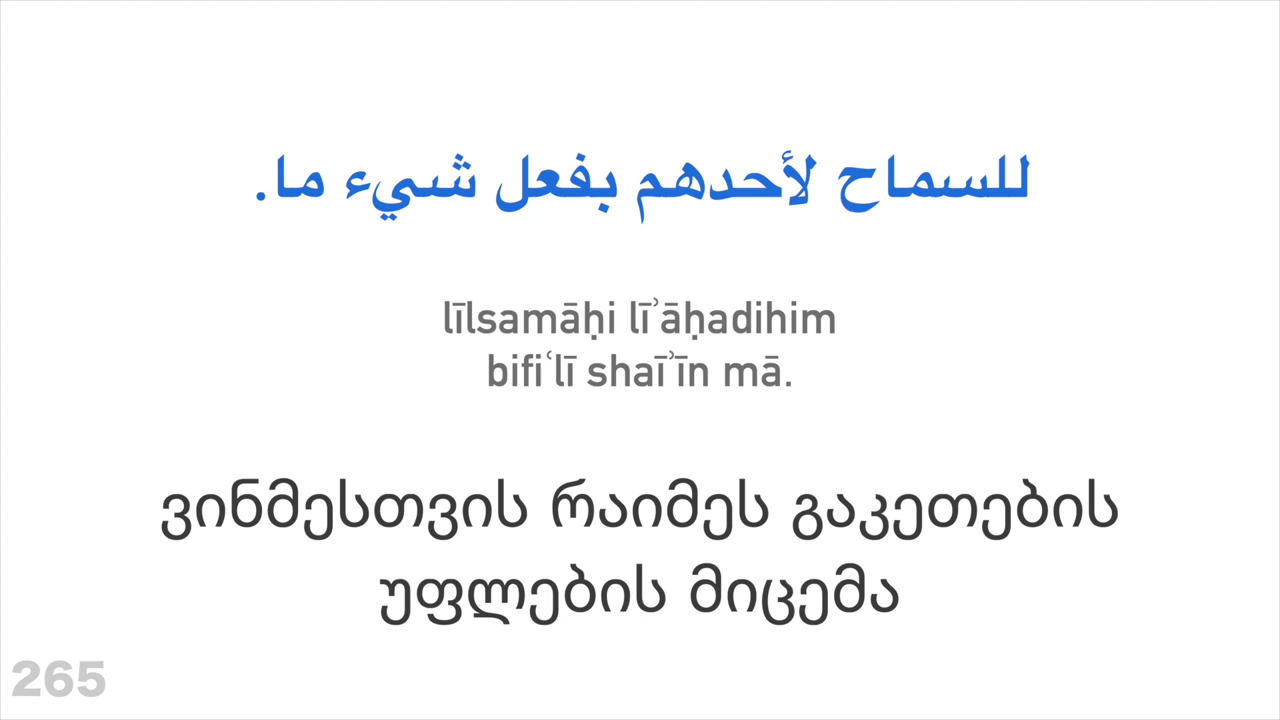 للسماح لأحدهم بفعل شيء ما.
līlsamāḥi līʾāḥadihim
bifiʿlī shaīʾīn mā.
ვინმესთვის რაიმეს გაკეთების
უფლების მიცემა
265